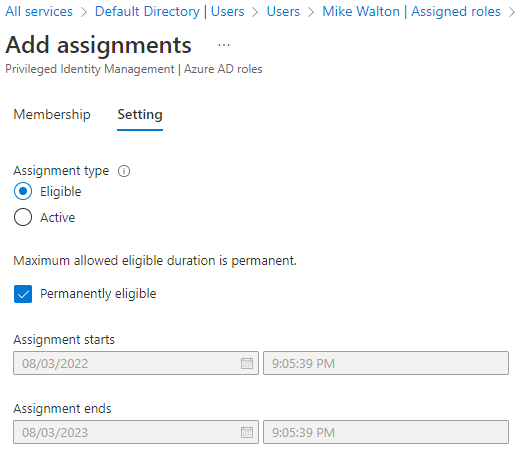 All services > Default Directory | Users > Users > Mike Walton | Assigned roles >
Add assignments ...
Privileged Identity Management | Azure AD roles
Membership Setting
Assignment type
Eligible
Active
Maximum allowed eligible duration is permanent.
Permanently eligible
Assignment starts
08/03/2022 9:05:39 PM
Assignment ends
08/03/2023 9:05:39 PM